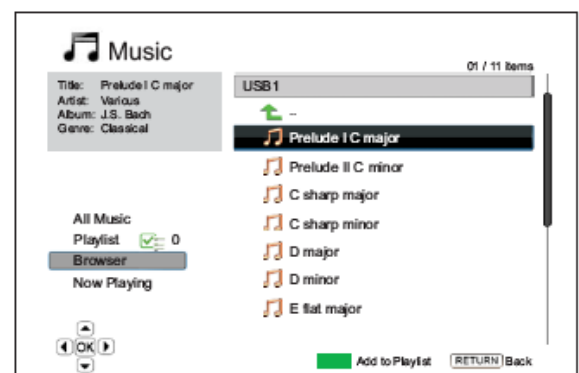 Music
01 / 11 items
Title: Prelude I C major
Artist: Various
Album: J.S. Bach
Genre: Classical
USB1
..
Prelude I C major
Prelude II C minor
C sharp major
C sharp minor
D major
D minor
E flat major
All Music
Playlist 0
Browser
Now Playing
OK
Add to Playlist RETURN Back